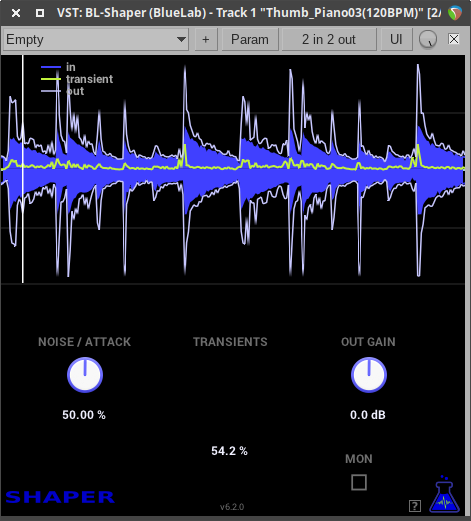 VST: BL-Shaper (BlueLab) - Track 1 "Thumb_Piano03(120BPM)" [2/
Empty + Param 2 in 2 out UI
in
transient
out
NOISE / ATTACK TRANSIENTS OUT GAIN
50.00 % 0.0 dB
54.2 %
MON
SHAPER v6.2.0 ?